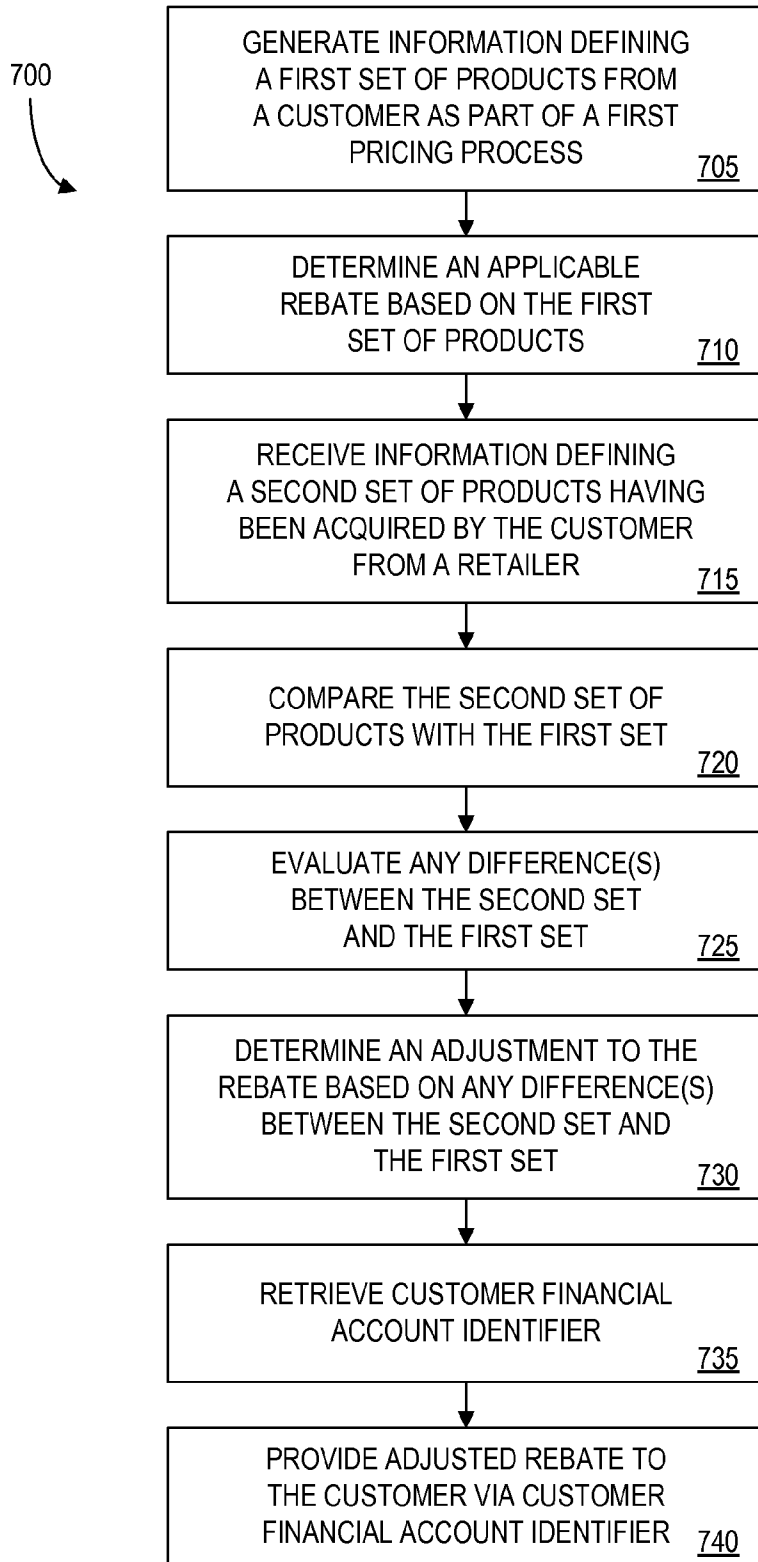 700
GENERATE INFORMATION DEFINING
A FIRST SET OF PRODUCTS FROM
A CUSTOMER AS PART OF A FIRST
PRICING PROCESS
705
DETERMINE AN APPLICABLE
REBATE BASED ON THE FIRST
SET OF PRODUCTS
710
RECEIVE INFORMATION DEFINING
A SECOND SET OF PRODUCTS HAVING
BEEN ACQUIRED BY THE CUSTOMER
FROM A RETAILER
715
COMPARE THE SECOND SET OF
PRODUCTS WITH THE FIRST SET
720
EVALUATE ANY DIFFERENCE(S)
BETWEEN THE SECOND SET
AND THE FIRST SET
725
DETERMINE AN ADJUSTMENT TO THE
REBATE BASED ON ANY DIFFERENCE(S)
BETWEEN THE SECOND SET AND
THE FIRST SET
730
RETRIEVE CUSTOMER FINANCIAL
ACCOUNT IDENTIFIER
735
PROVIDE ADJUSTED REBATE TO
THE CUSTOMER VIA CUSTOMER
FINANCIAL ACCOUNT IDENTIFIER
740